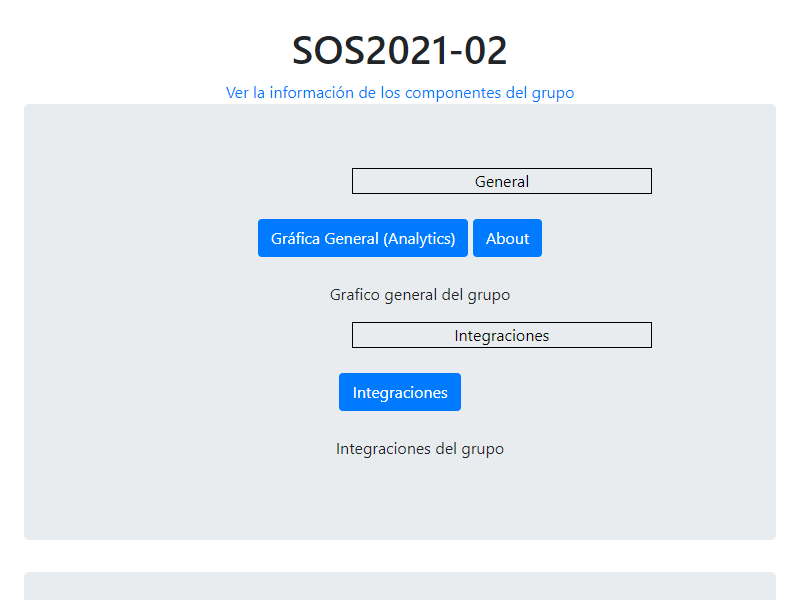 SOS2021-02
Ver la información de los componentes del grupo
General
Gráfica General (Analytics) About
Grafico general del grupo
Integraciones
Integraciones
Integraciones del grupo